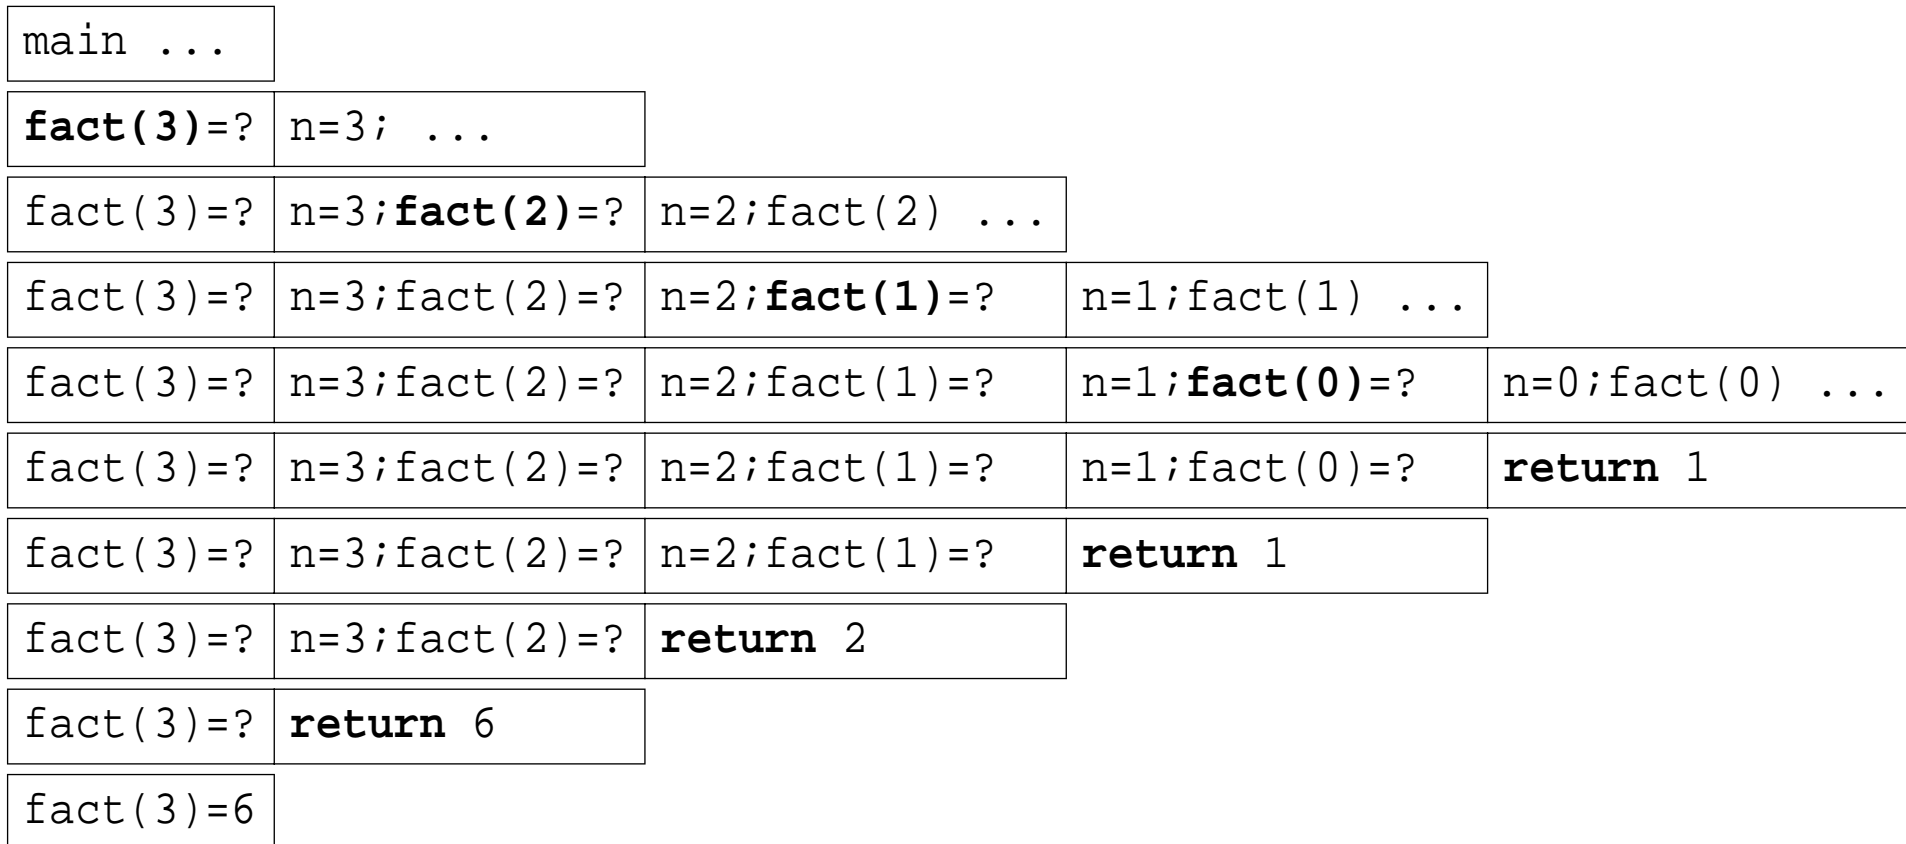 main ...
fact(3)=? n=3; ...
fact(3)=? n=3;fact(2)=? n=2;fact(2) ...
fact(3)=? n=3;fact(2)=? n=2;fact(1)=? n=1;fact(1) ...
fact(3)=? n=3;fact(2)=? n=2;fact(1)=? n=1;fact(0)=? n=0;fact(0) ...
fact(3)=? n=3;fact(2)=? n=2;fact(1)=? n=1;fact(0)=? return 1
fact(3)=? n=3;fact(2)=? n=2;fact(1)=? return 1
fact(3)=? n=3;fact(2)=? return 2
fact(3)=? return 6
fact(3)=6